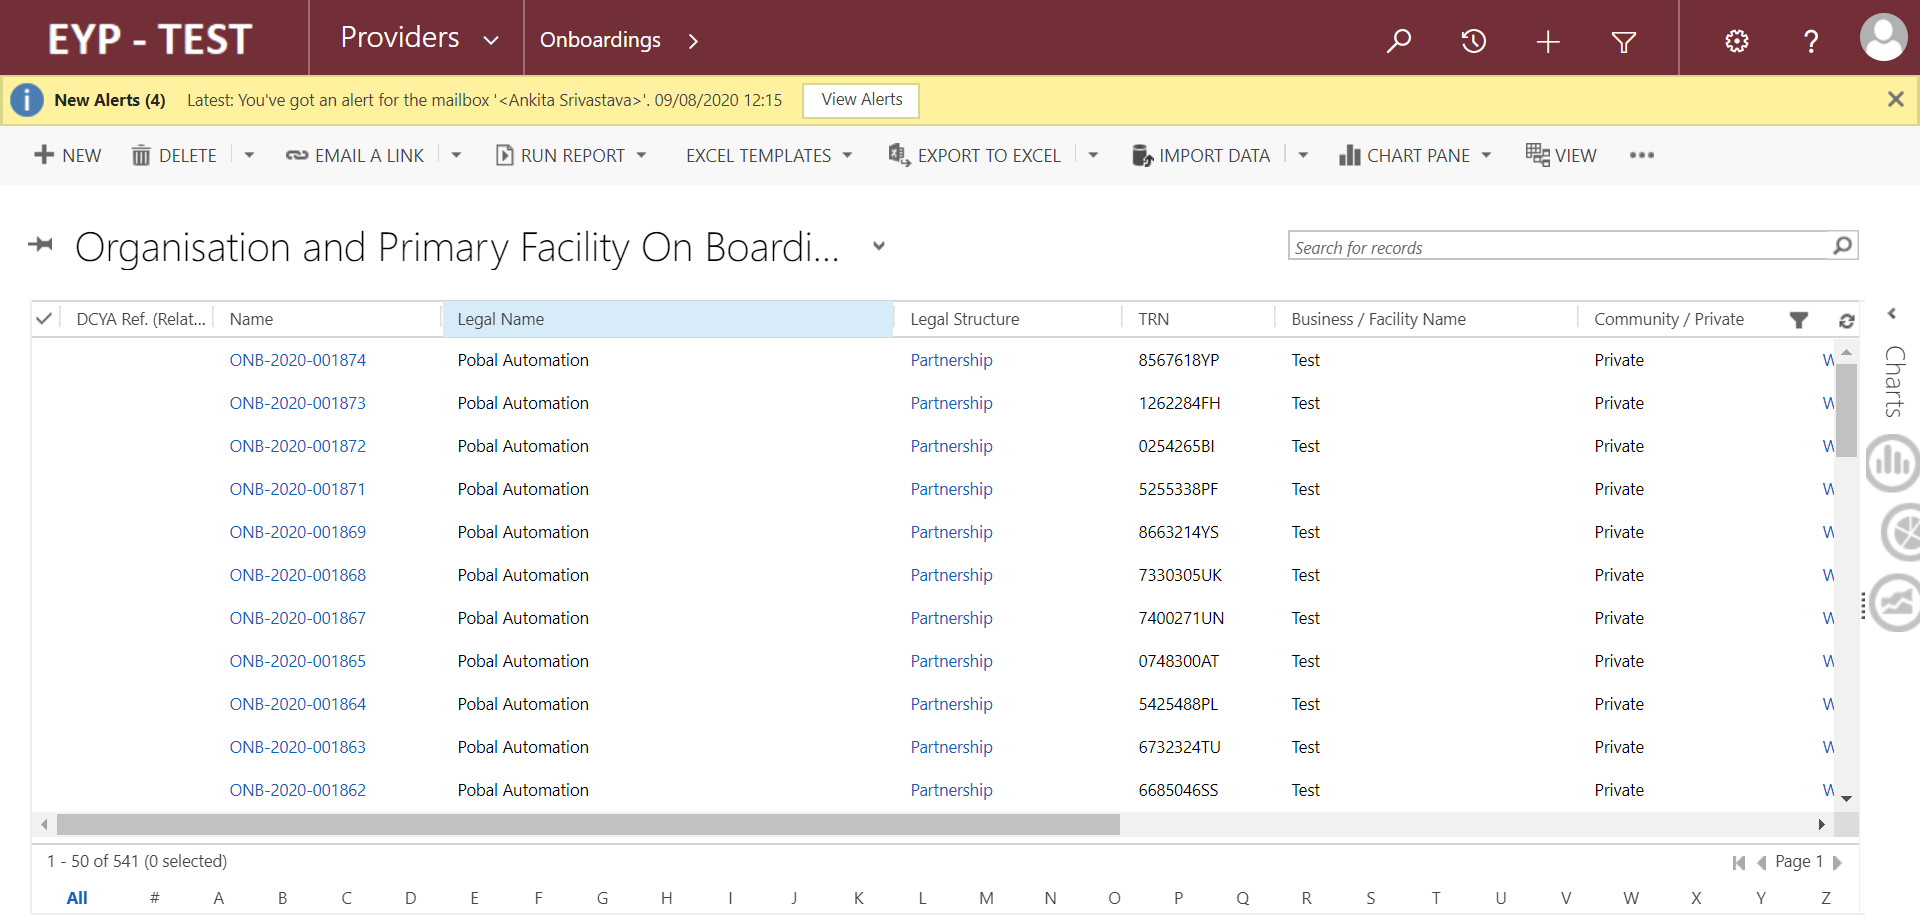 EYP - TEST Providers Onboardings
New Alerts (4) Latest: You've got an alert for the mailbox '<Ankita Srivastava>'. 09/08/2020 12:15 View Alerts
NEW DELETE EMAIL A LINK RUN REPORT EXCEL TEMPLATES EXPORT TO EXCEL IMPORT DATA CHART PANE VIEW
Organisation and Primary Facility On Boardi...
Search for records
DCYA Ref. (Relat... Name Legal Name Legal Structure TRN Business / Facility Name Community / Private
ONB-2020-001874 Pobal Automation Partnership 8567618YP Test Private W
ONB-2020-001873 Pobal Automation Partnership 1262284FH Test Private W
ONB-2020-001872 Pobal Automation Partnership 0254265BI Test Private W
ONB-2020-001871 Pobal Automation Partnership 5255338PF Test Private W
ONB-2020-001869 Pobal Automation Partnership 8663214YS Test Private W
ONB-2020-001868 Pobal Automation Partnership 7330305UK Test Private W
ONB-2020-001867 Pobal Automation Partnership 7400271UN Test Private W
ONB-2020-001865 Pobal Automation Partnership 0748300AT Test Private W
ONB-2020-001864 Pobal Automation Partnership 5425488PL Test Private W
ONB-2020-001863 Pobal Automation Partnership 6732324TU Test Private W
ONB-2020-001862 Pobal Automation Partnership 6685046SS Test Private W
Charts
1 - 50 of 541 (0 selected) Page 1
All # A B C D E F G H I J K L M N O P Q R S T U V W X Y Z